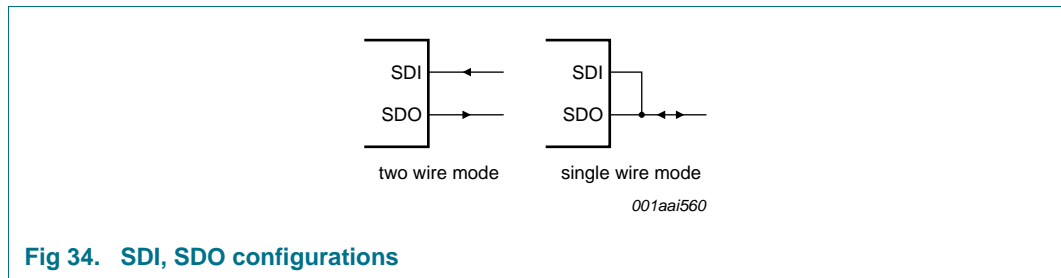 SDI
SDO
two wire mode
SDI
SDO
single wire mode
001aai560
Fig 34. SDI, SDO configurations